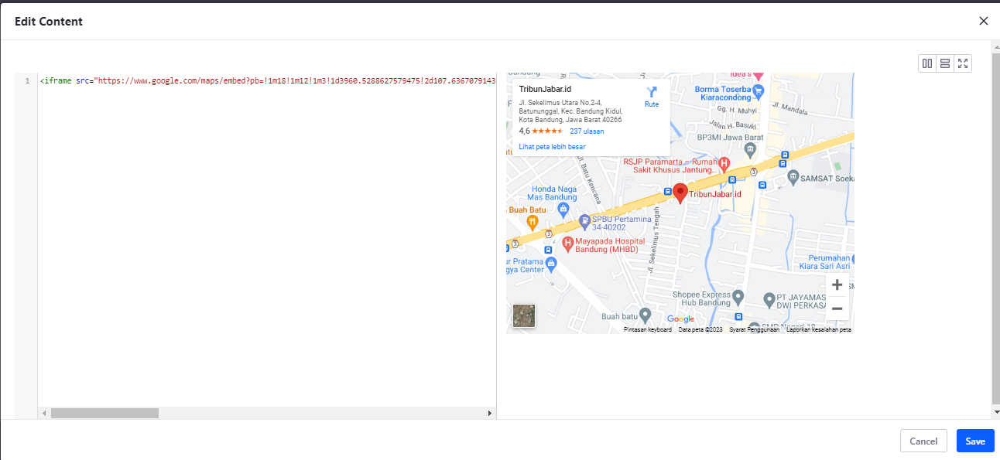 Edit Content
1
<iframe src="https://www.google.com/maps/embed?pb=!1m18!1m12!1m3!1d3960.5288627579475!2d107.6367079143
TribunJabar.id
Jl. Sekelimus Utara No.2-4,
Batununggal, Kec. Bandung Kidul,
Kota Bandung, Jawa Barat 40266
4,6
237 ulasan
Lihat peta lebih besar
Rute
Idea's
Borma Toserba
Kiaracondong
Jl. Mandala
Gg. H. Muhyi
Jalan H. Basuki
BP3MI Jawa Barat
RSJP Paramarta – Rumah
Sakit Khusus Jantung...
3
SAMSAT Soeka
Jl. Batu Kencana
TribunJabar.id
Honda Naga
Mas Bandung
Buah Batu
SPBU Pertamina
34-40202
3
3
Mayapada Hospital
Bandung (MHBD)
Jl. Sekelimus Tengah
ur Pratama
gya Center
Perumahan
Kiara Sari Asri
Shopee Express
Hub Bandung
PT JAYAMAS
DWI PERKASA
Buah batu
Google
SMP Negeri 18
Pintasan keyboard
Data peta ©2023
Syarat Penggunaan
Laporkan kesalahan peta
Cancel
Save